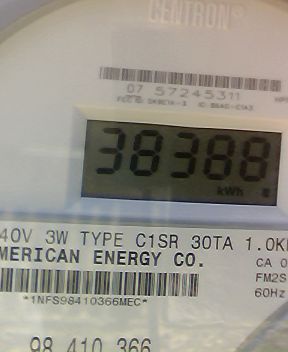 CENTRON®
07 57245311
38388
kWh
40V 3W TYPE C1SR 30TA 1.0K
MERICAN ENERGY CO.
CA 0
FM2S
60Hz
*1NFS98410366MEC*
98 410 366